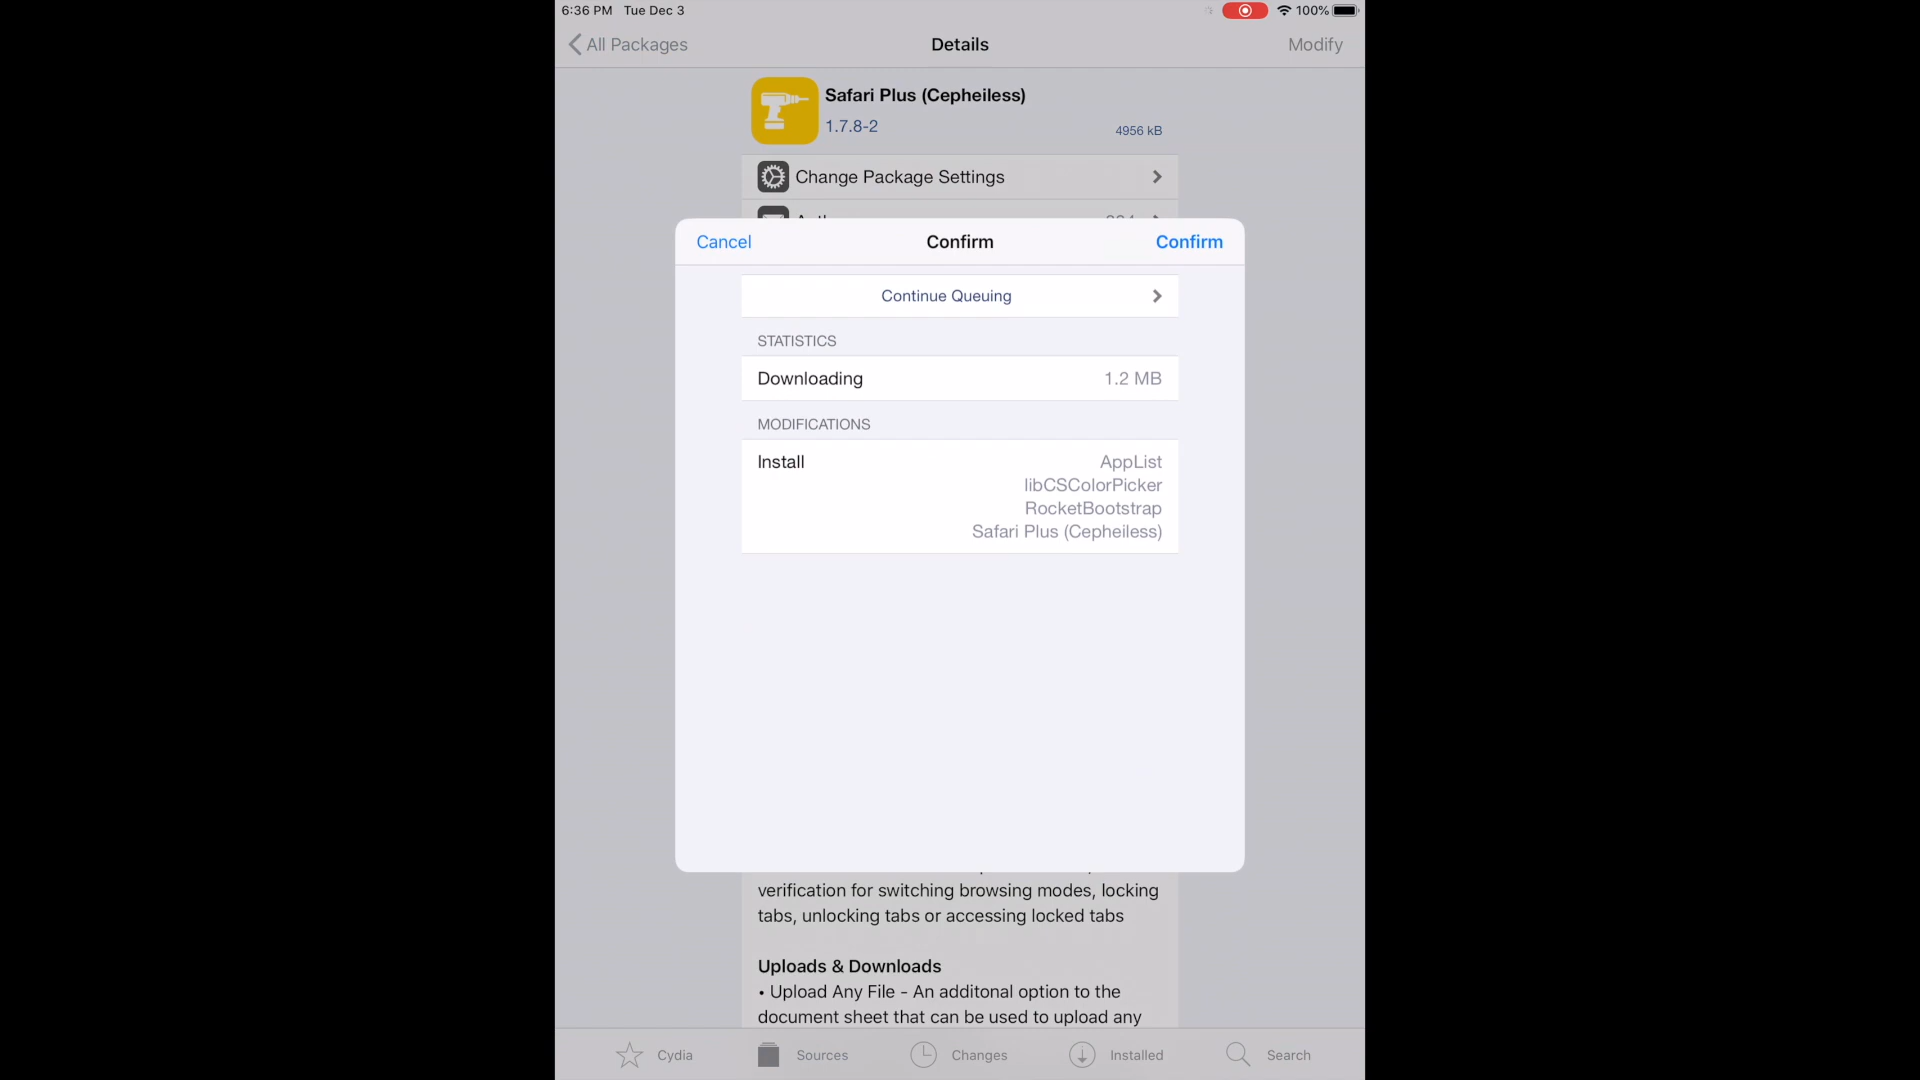 6:36 PM Tue Dec 3 100%
All Packages Details Modify
Safari Plus (Cepheiless)
1.7.8-2 4956 kB
Change Package Settings
Cancel Confirm Confirm
Continue Queuing
STATISTICS
Downloading 1.2 MB
MODIFICATIONS
Install AppList
libCSColorPicker
RocketBootstrap
Safari Plus (Cepheiless)
verification for switching browsing modes, locking
tabs, unlocking tabs or accessing locked tabs
Uploads & Downloads
• Upload Any File - An additonal option to the
document sheet that can be used to upload any
Cydia Sources Changes Installed Search